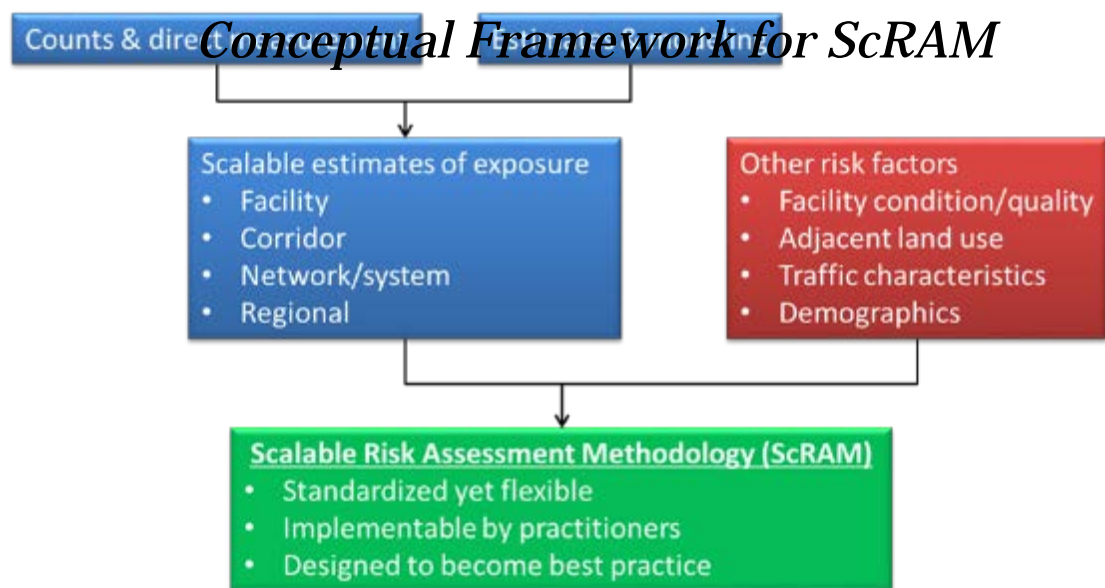 Conceptual Framework for ScRAM
Counts & direct
Scalable estimates of exposure
• Facility
• Corridor
• Network/system
• Regional
Other risk factors
• Facility condition/quality
• Adjacent land use
• Traffic characteristics
• Demographics
Scalable Risk Assessment Methodology (ScRAM)
• Standardized yet flexible
• Implementable by practitioners
• Designed to become best practice